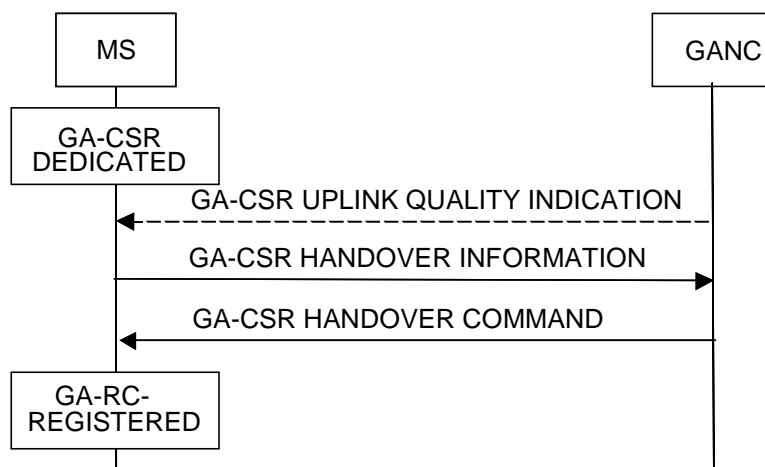 MS
GANC
GA-CSR
DEDICATED
GA-CSR UPLINK QUALITY INDICATION
GA-CSR HANDOVER INFORMATION
GA-CSR HANDOVER COMMAND
GA-RC-
REGISTERED